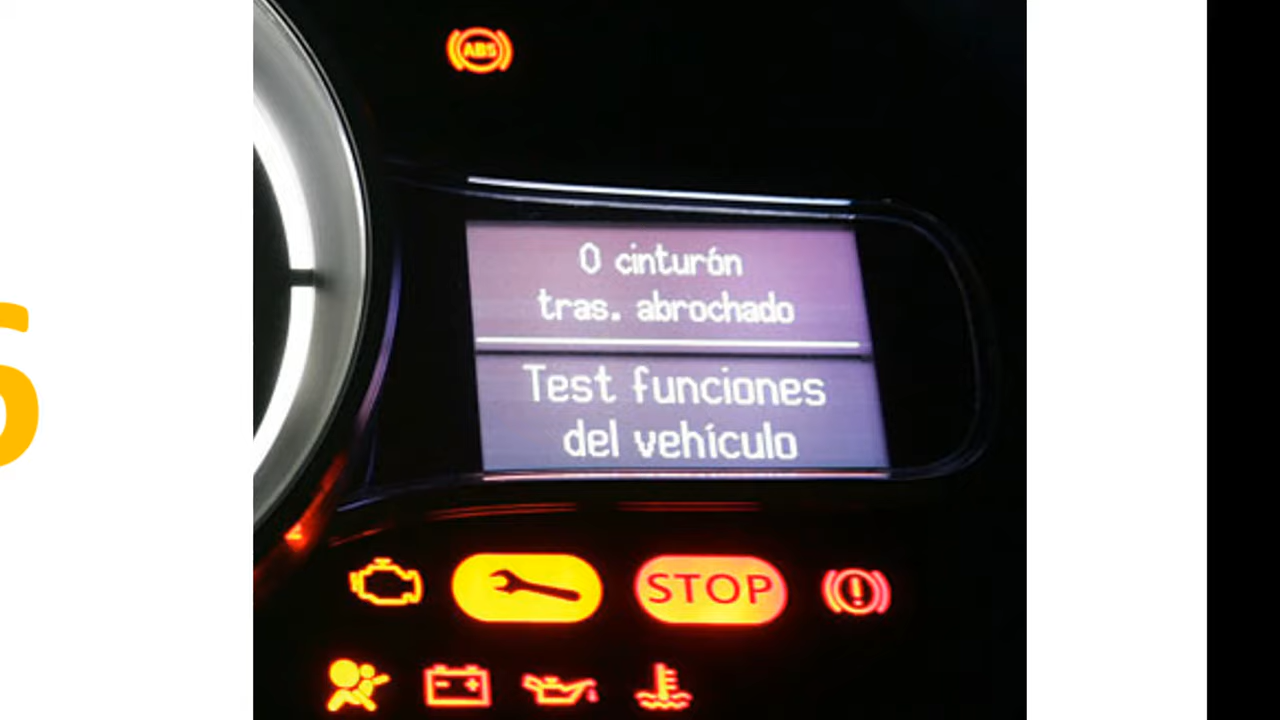 ABS
0 cinturón
tras. abrochado
Test funciones
del vehículo
STOP